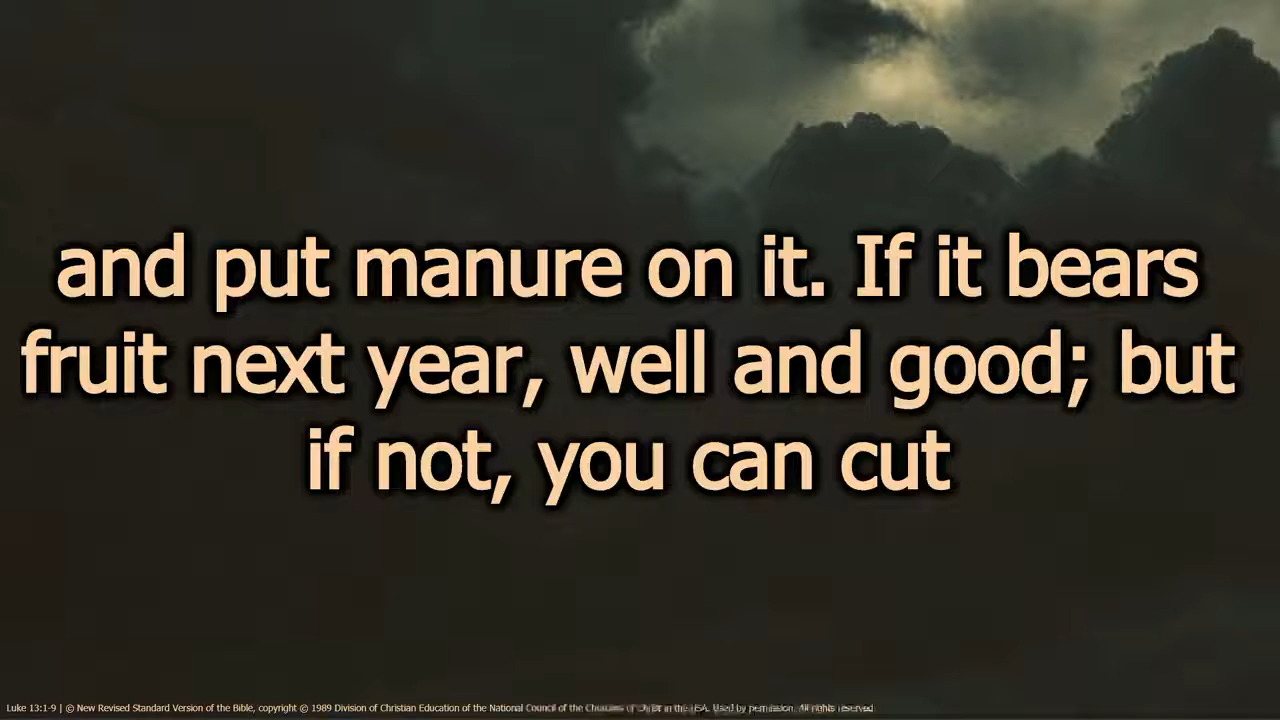 and put manure on it. If it bears
fruit next year, well and good; but
if not, you can cut
Luke 13:1-9 | © New Revised Standard Version of the Bible, copyright © 1989 Division of Christian Education of the National Council of the Churches of Christ in the USA. Used by permission. All rights reserved.